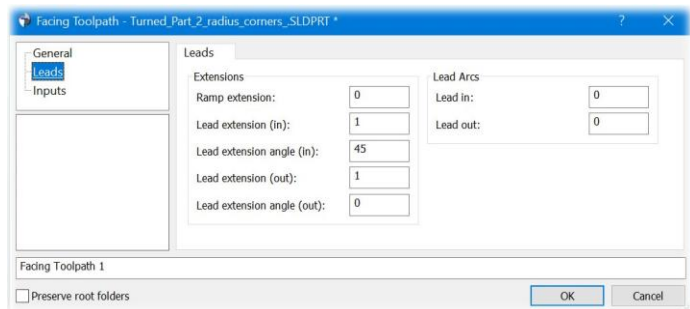 Facing Toolpath - Turned_Part_2_radius_corners_.SLDPRT *
? ×
General
Leads
Inputs
Leads
Extensions
Ramp extension: 0
Lead extension (in): 1
Lead extension angle (in): 45
Lead extension (out): 1
Lead extension angle (out): 0
Lead Arcs
Lead in: 0
Lead out: 0
Facing Toolpath 1
Preserve root folders
OK
Cancel